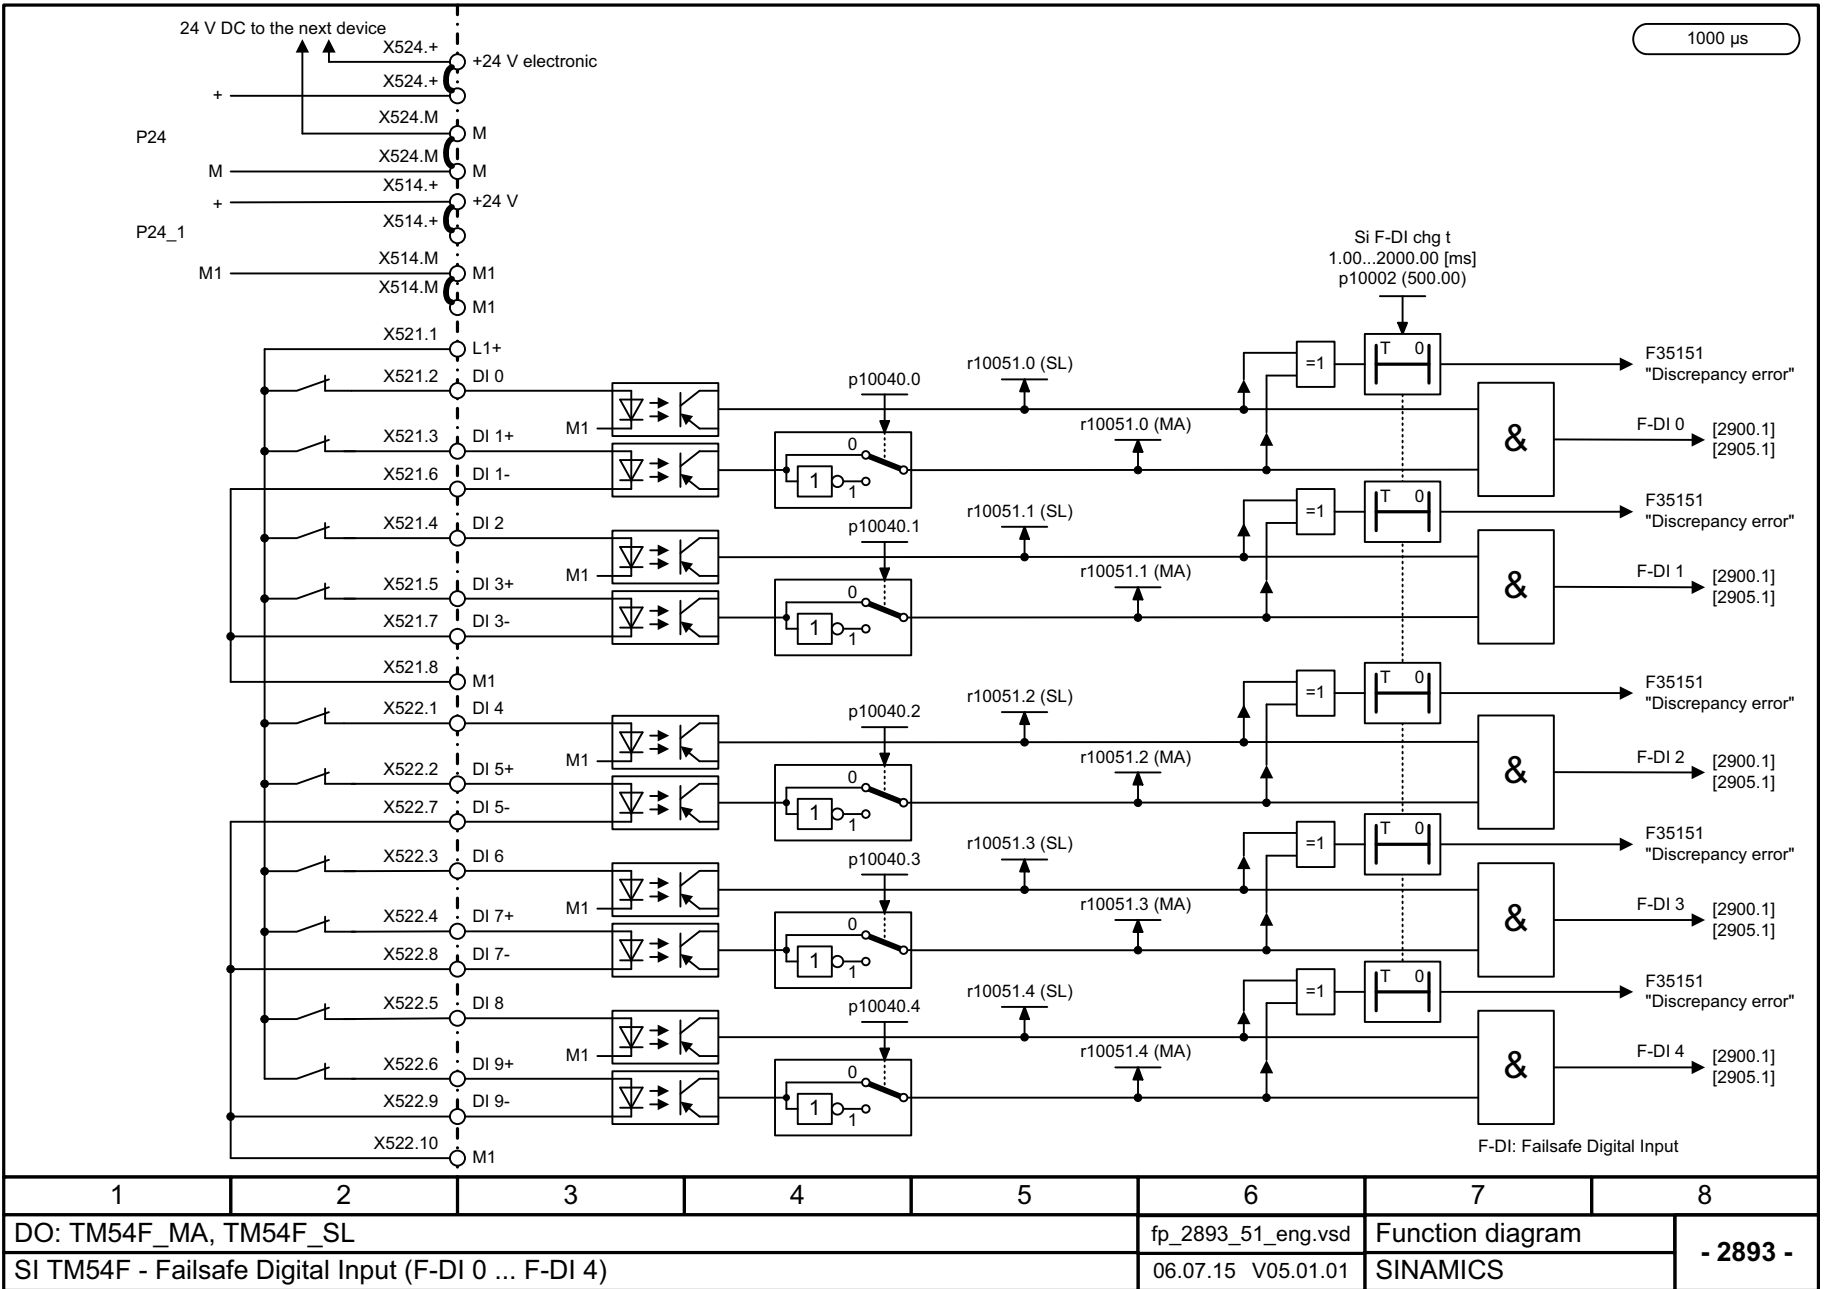 24 V DC to the next device
1000 µs
X524.+
+24 V electronic
X524.+
+
X524.M
M
P24
X524.M
M
M
X514.+
+
+24 V
X514.+
P24_1
X514.M
M1
M1
X514.M
M1
Si F-DI chg t
1.00...2000.00 [ms]
p10002 (500.00)
X521.1
L1+
X521.2
DI 0
X521.3
DI 1+
X521.6
DI 1-
M1
p10040.0
0
1
1
r10051.0 (SL)
r10051.0 (MA)
=1
T 0
F35151
"Discrepancy error"
&
F-DI 0
[2900.1]
[2905.1]
X521.4
DI 2
X521.5
DI 3+
X521.7
DI 3-
X521.8
M1
M1
p10040.1
0
1
1
r10051.1 (SL)
r10051.1 (MA)
=1
T 0
F35151
"Discrepancy error"
&
F-DI 1
[2900.1]
[2905.1]
X522.1
DI 4
X522.2
DI 5+
X522.7
DI 5-
M1
p10040.2
0
1
1
r10051.2 (SL)
r10051.2 (MA)
=1
T 0
F35151
"Discrepancy error"
&
F-DI 2
[2900.1]
[2905.1]
X522.3
DI 6
X522.4
DI 7+
X522.8
DI 7-
M1
p10040.3
0
1
1
r10051.3 (SL)
r10051.3 (MA)
=1
T 0
F35151
"Discrepancy error"
&
F-DI 3
[2900.1]
[2905.1]
X522.5
DI 8
X522.6
DI 9+
X522.9
DI 9-
X522.10
M1
M1
p10040.4
0
1
1
r10051.4 (SL)
r10051.4 (MA)
=1
T 0
F35151
"Discrepancy error"
&
F-DI 4
[2900.1]
[2905.1]
F-DI: Failsafe Digital Input
1 2 3 4 5 6 7 8
DO: TM54F_MA, TM54F_SL
fp_2893_51_eng.vsd
Function diagram
- 2893 -
SI TM54F - Failsafe Digital Input (F-DI 0 ... F-DI 4)
06.07.15 V05.01.01
SINAMICS